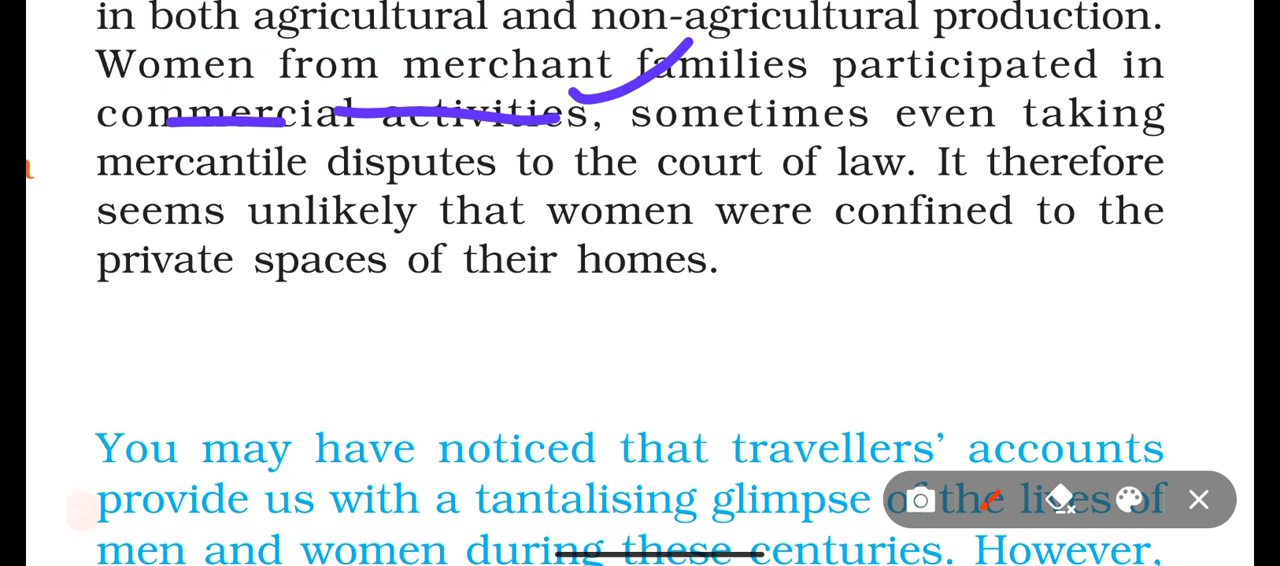 in both agricultural and non-agricultural production.
Women from merchant families participated in
commercial activities, sometimes even taking
mercantile disputes to the court of law. It therefore
seems unlikely that women were confined to the
private spaces of their homes.
You may have noticed that travellers’ accounts
provide us with a tantalising glimpse of the lives of
men and women during these centuries. However,